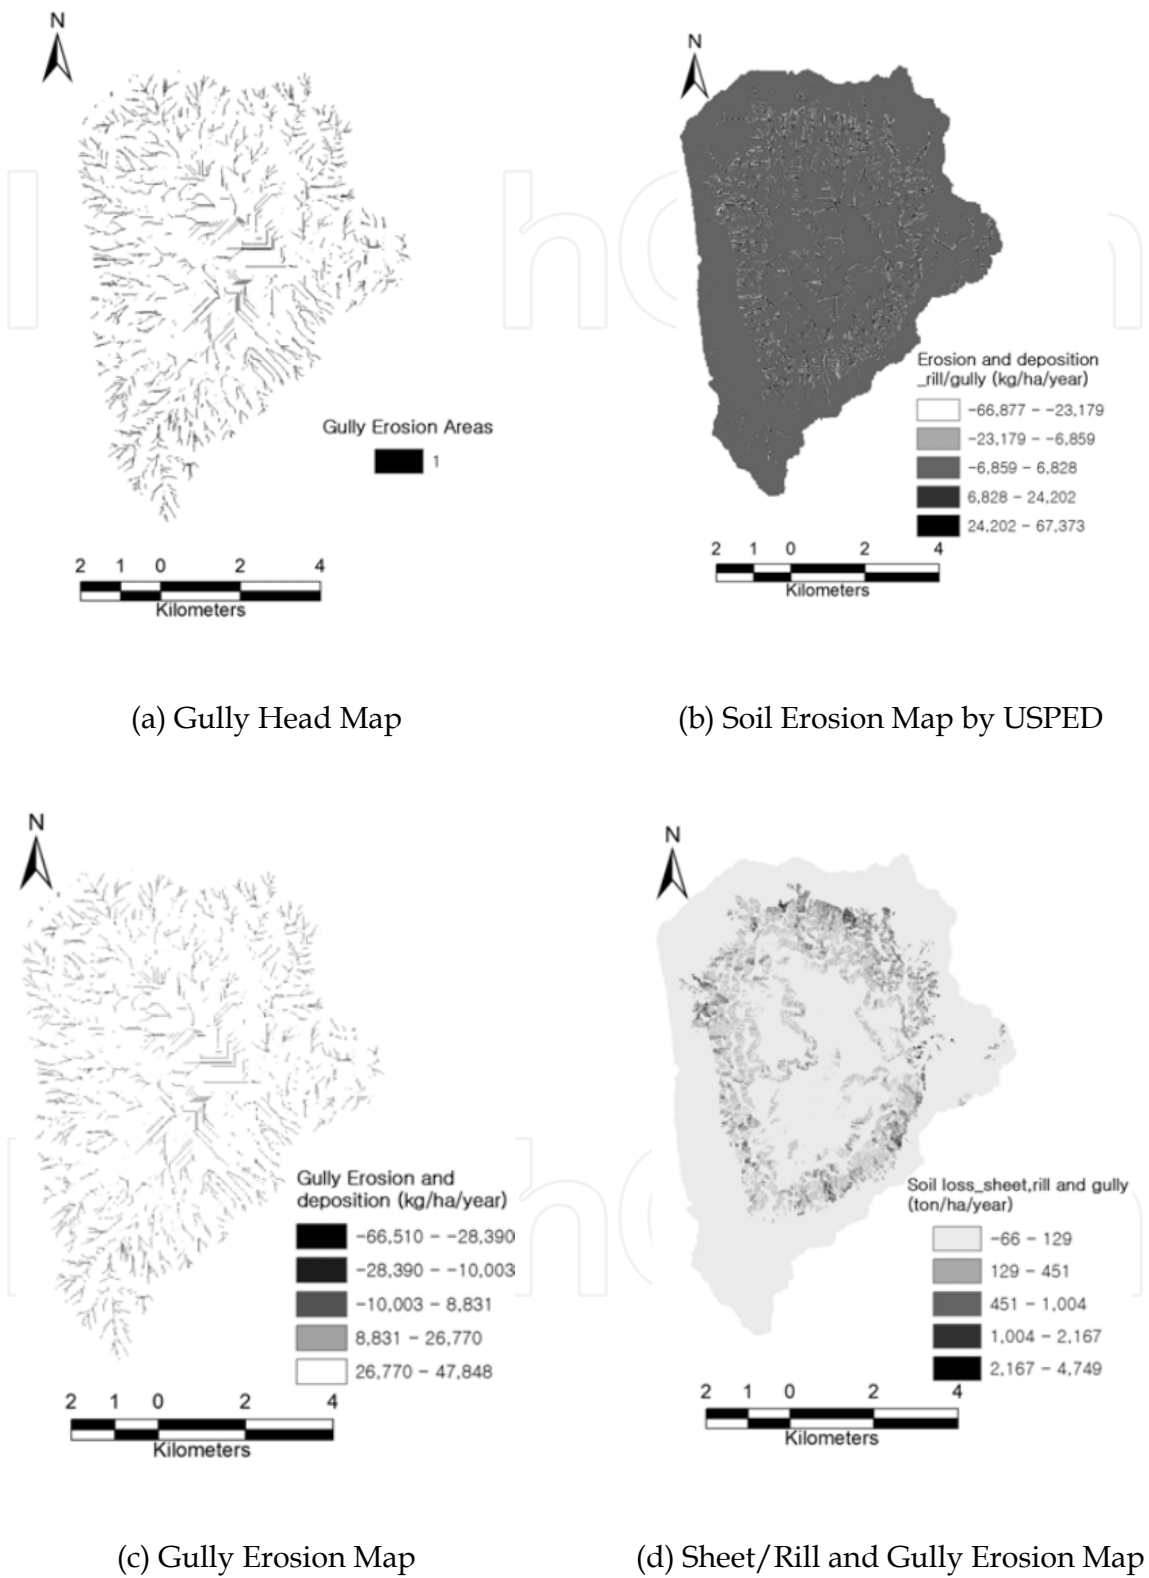 N
Gully Erosion Areas
1
2 1 0 2 4
Kilometers
(a) Gully Head Map
N
Erosion and deposition
_rill/gully (kg/ha/year)
-66,877 - -23,179
-23,179 - -6,859
-6,859 - 6,828
6,828 - 24,202
24,202 - 67,373
2 1 0 2 4
Kilometers
(b) Soil Erosion Map by USPED
N
Gully Erosion and
deposition (kg/ha/year)
-66,510 - -28,390
-28,390 - -10,003
-10,003 - 8,831
8,831 - 26,770
26,770 - 47,848
2 1 0 2 4
Kilometers
(c) Gully Erosion Map
N
Soil loss_sheet,rill and gully
(ton/ha/year)
-66 - 129
129 - 451
451 - 1,004
1,004 - 2,167
2,167 - 4,749
2 1 0 2 4
Kilometers
(d) Sheet/Rill and Gully Erosion Map